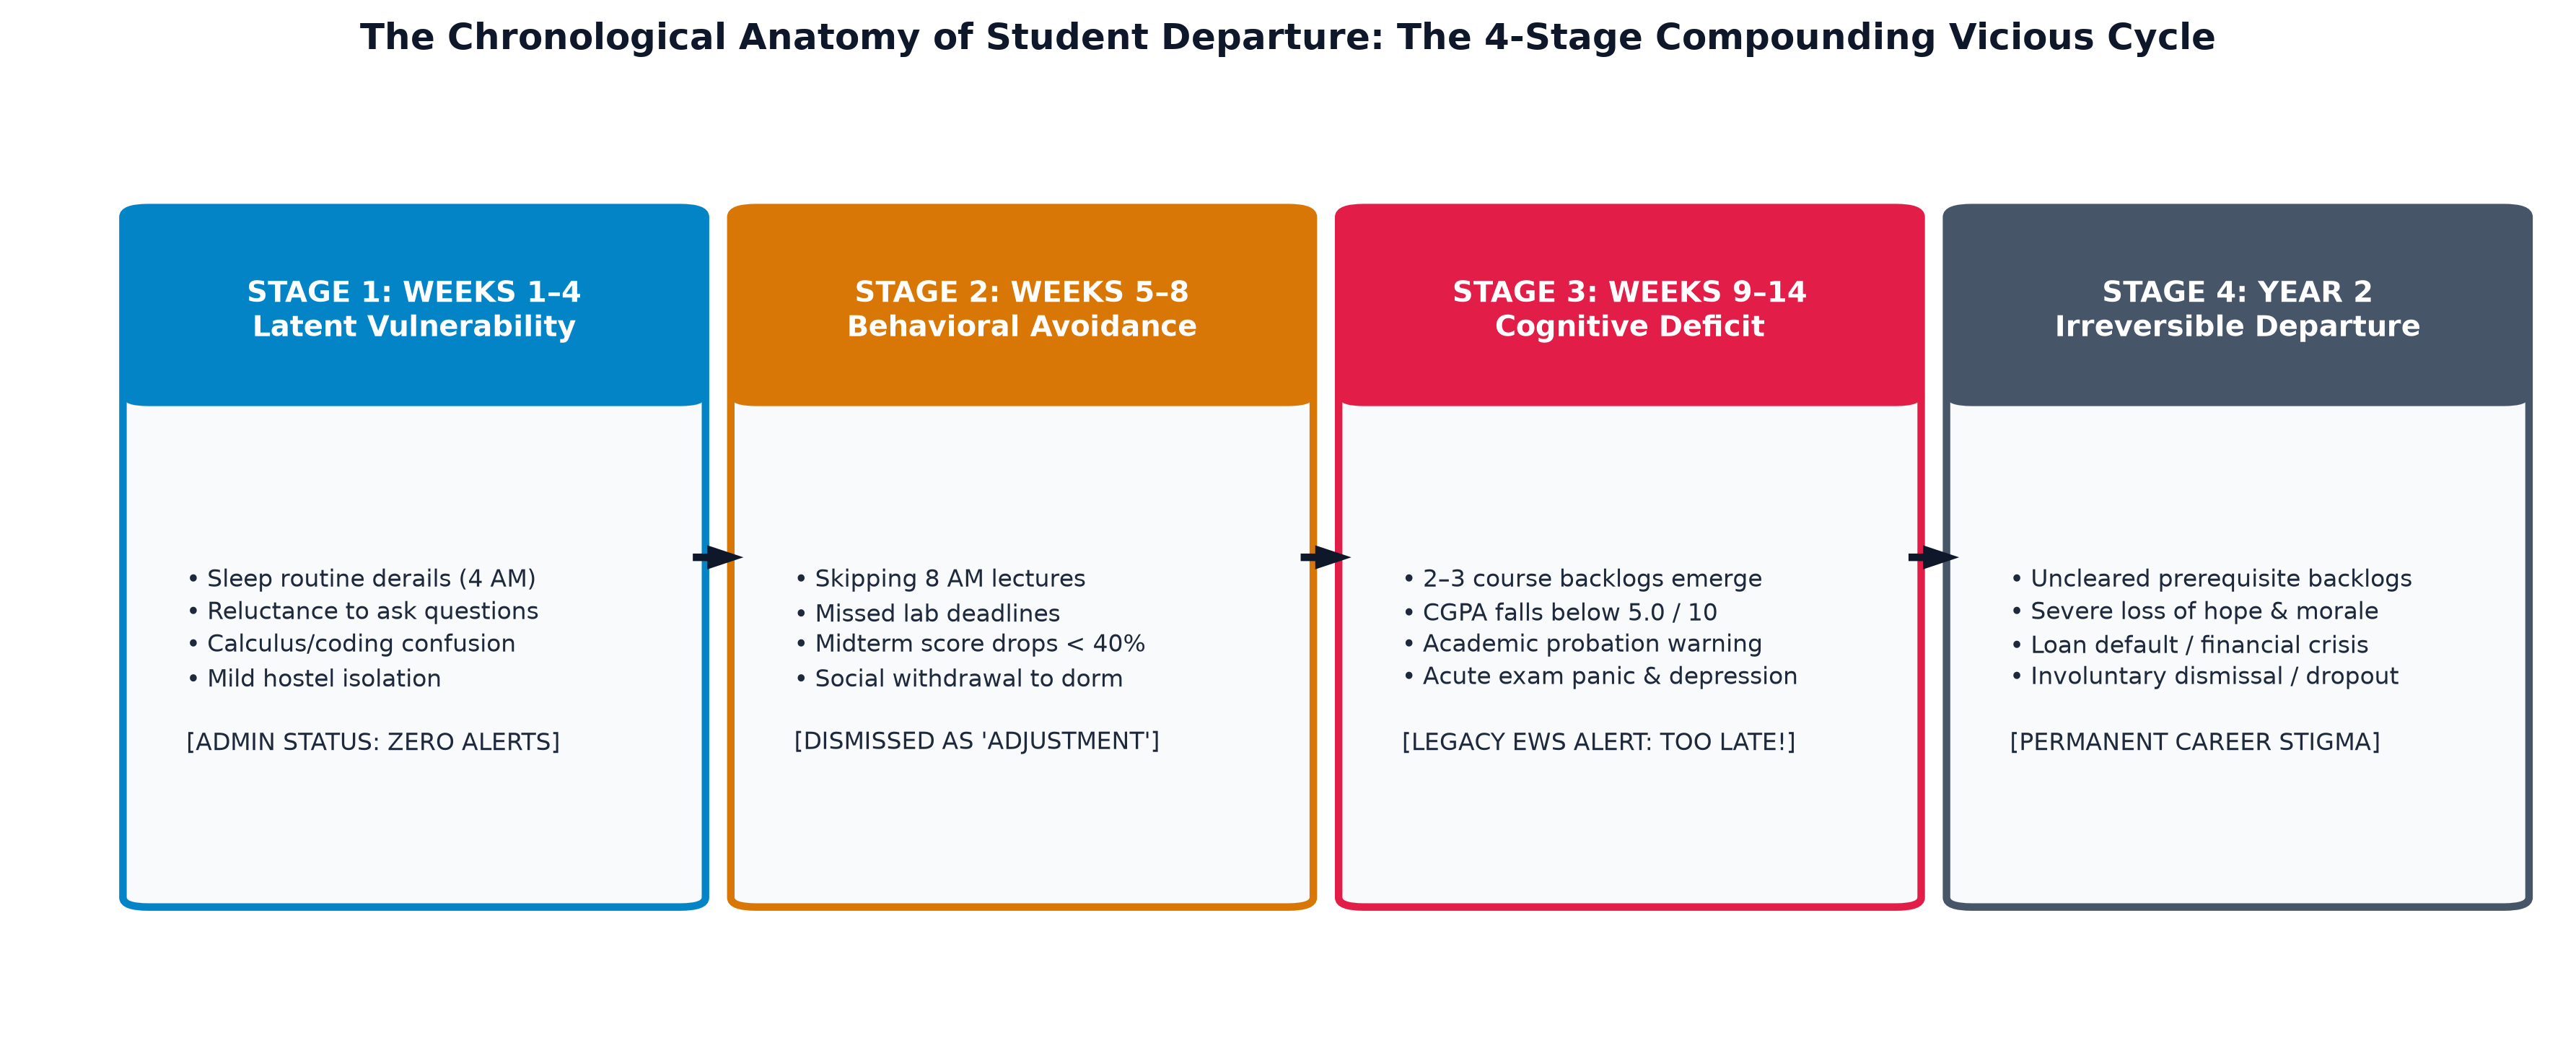 The Chronological Anatomy of Student Departure: The 4-Stage Compounding Vicious Cycle
STAGE 1: WEEKS 1–4
Latent Vulnerability
• Sleep routine derails (4 AM)
• Reluctance to ask questions
• Calculus/coding confusion
• Mild hostel isolation
[ADMIN STATUS: ZERO ALERTS]
STAGE 2: WEEKS 5–8
Behavioral Avoidance
• Skipping 8 AM lectures
• Missed lab deadlines
• Midterm score drops < 40%
• Social withdrawal to dorm
[DISMISSED AS 'ADJUSTMENT']
STAGE 3: WEEKS 9–14
Cognitive Deficit
• 2–3 course backlogs emerge
• CGPA falls below 5.0 / 10
• Academic probation warning
• Acute exam panic & depression
[LEGACY EWS ALERT: TOO LATE!]
STAGE 4: YEAR 2
Irreversible Departure
• Uncleared prerequisite backlogs
• Severe loss of hope & morale
• Loan default / financial crisis
• Involuntary dismissal / dropout
[PERMANENT CAREER STIGMA]